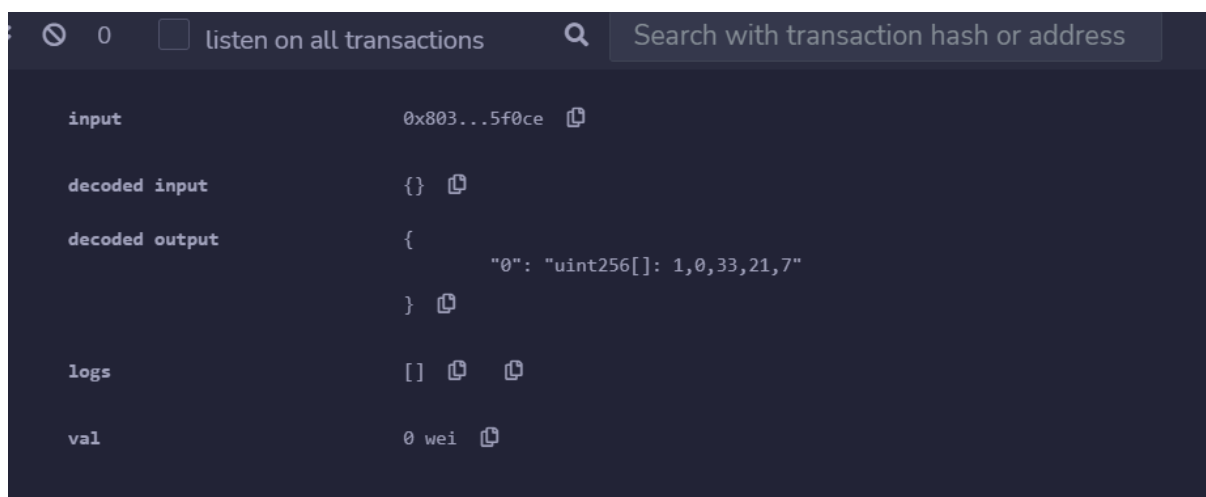 0 listen on all transactions Search with transaction hash or address
input 0x803...5f0ce
decoded input {}
decoded output {
"0": "uint256[]: 1,0,33,21,7"
}
logs []
val 0 wei